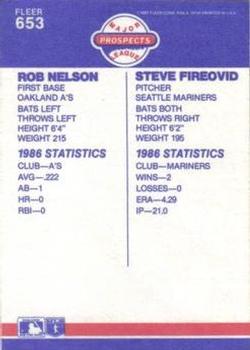 FLEER
653
MAJOR
PROSPECTS
LEAGUE
ROB NELSON
FIRST BASE
OAKLAND A'S
BATS LEFT
THROWS LEFT
HEIGHT 6'4"
WEIGHT 215
1986 STATISTICS
CLUB—A'S
AVG—.222
AB—1
HR—0
RBI—0
STEVE FIREOVID
PITCHER
SEATTLE MARINERS
BATS BOTH
THROWS RIGHT
HEIGHT 6'2"
WEIGHT 195
1986 STATISTICS
CLUB—MARINERS
WINS—2
LOSSES—0
ERA—4.29
IP—21.0